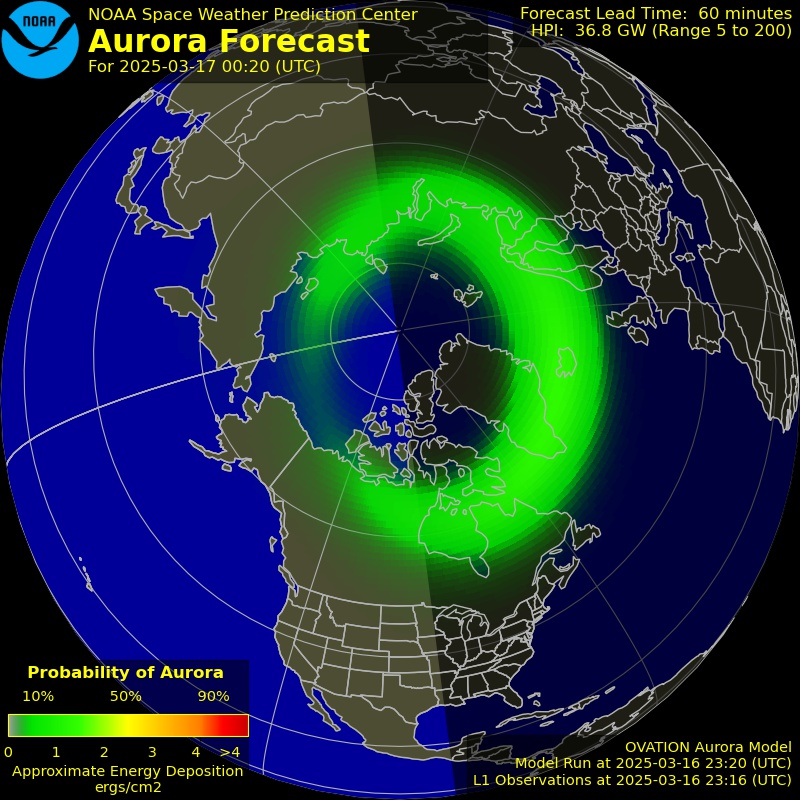 NOAA
NOAA Space Weather Prediction Center
Aurora Forecast
For 2025-03-17 00:20 (UTC)
Forecast Lead Time: 60 minutes
HPI: 36.8 GW (Range 5 to 200)
Probability of Aurora
10% 50% 90%
0 1 2 3 4 >4
Approximate Energy Deposition
ergs/cm2
OVATION Aurora Model
Model Run at 2025-03-16 23:20 (UTC)
L1 Observations at 2025-03-16 23:16 (UTC)